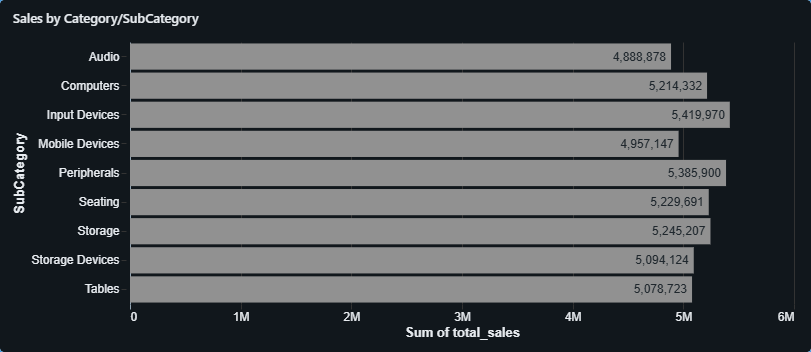 Sales by Category/SubCategory
SubCategory
Audio 4,888,878
Computers 5,214,332
Input Devices 5,419,970
Mobile Devices 4,957,147
Peripherals 5,385,900
Seating 5,229,691
Storage 5,245,207
Storage Devices 5,094,124
Tables 5,078,723
0 1M 2M 3M 4M 5M 6M
Sum of total_sales